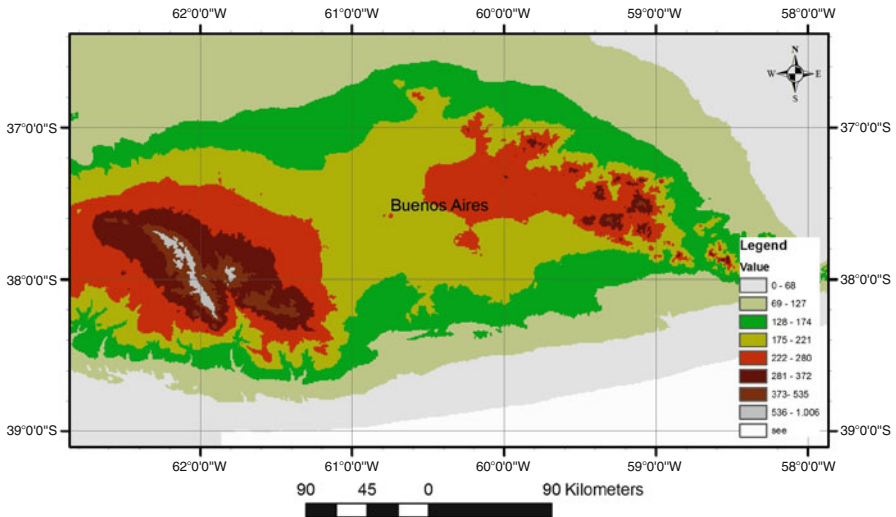 62°0'0"W 61°0'0"W 60°0'0"W 59°0'0"W 58°0'0"W
N
W E
S
37°0'0"S 37°0'0"S
Buenos Aires
38°0'0"S 38°0'0"S
39°0'0"S 39°0'0"S
Legend
Value
0 - 68
69 - 127
128 - 174
175 - 221
222 - 280
281 - 372
373- 535
536 - 1.006
see
62°0'0"W 61°0'0"W 60°0'0"W 59°0'0"W 58°0'0"W
90 45 0 90 Kilometers